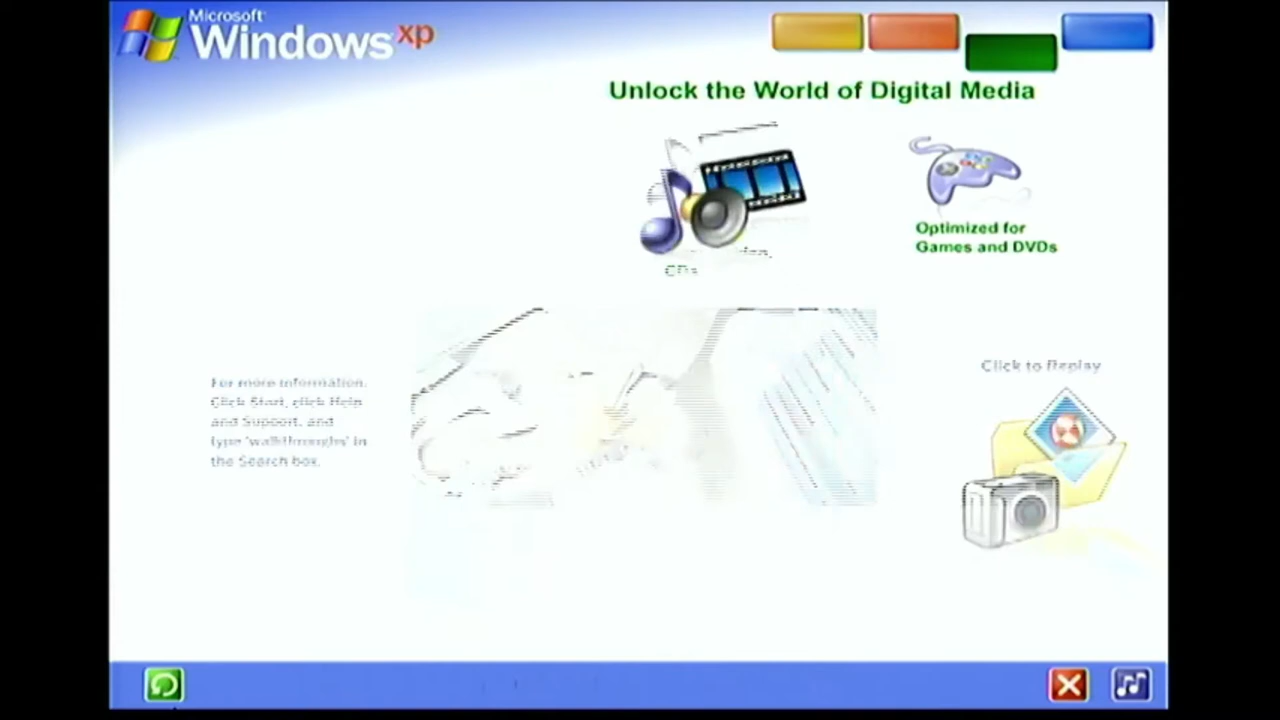 Microsoft
Windows xp
Unlock the World of Digital Media
Optimized for
Games and DVDs
CDs
Click to Replay
For more information,
Click Start, click Help
and Support, and
type 'walkthroughs' in
the Search box.